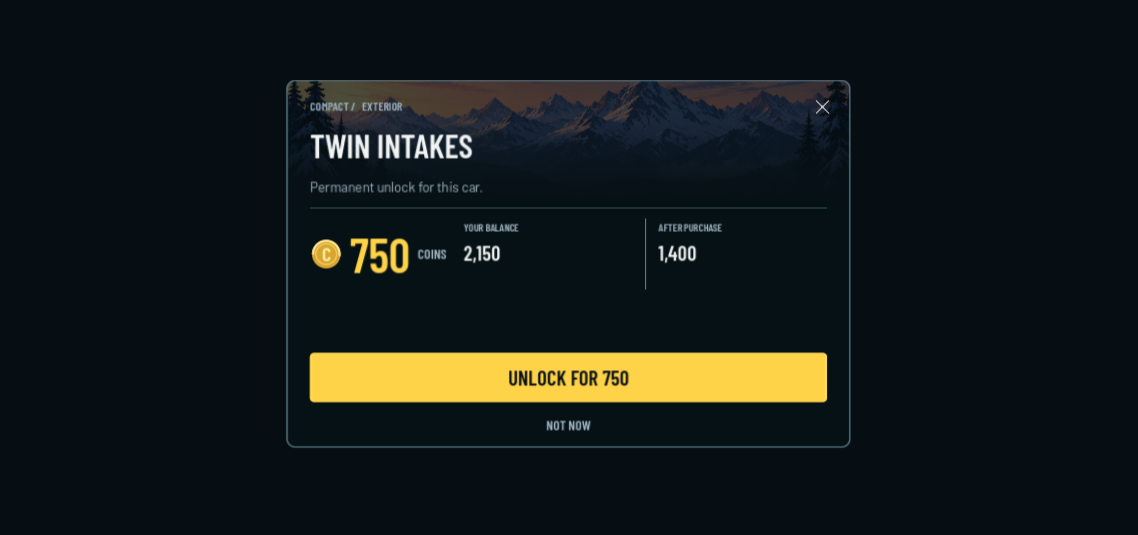 COMPACT / EXTERIOR
TWIN INTAKES
Permanent unlock for this car.
C 750 COINS
YOUR BALANCE
2,150
AFTER PURCHASE
1,400
UNLOCK FOR 750
NOT NOW